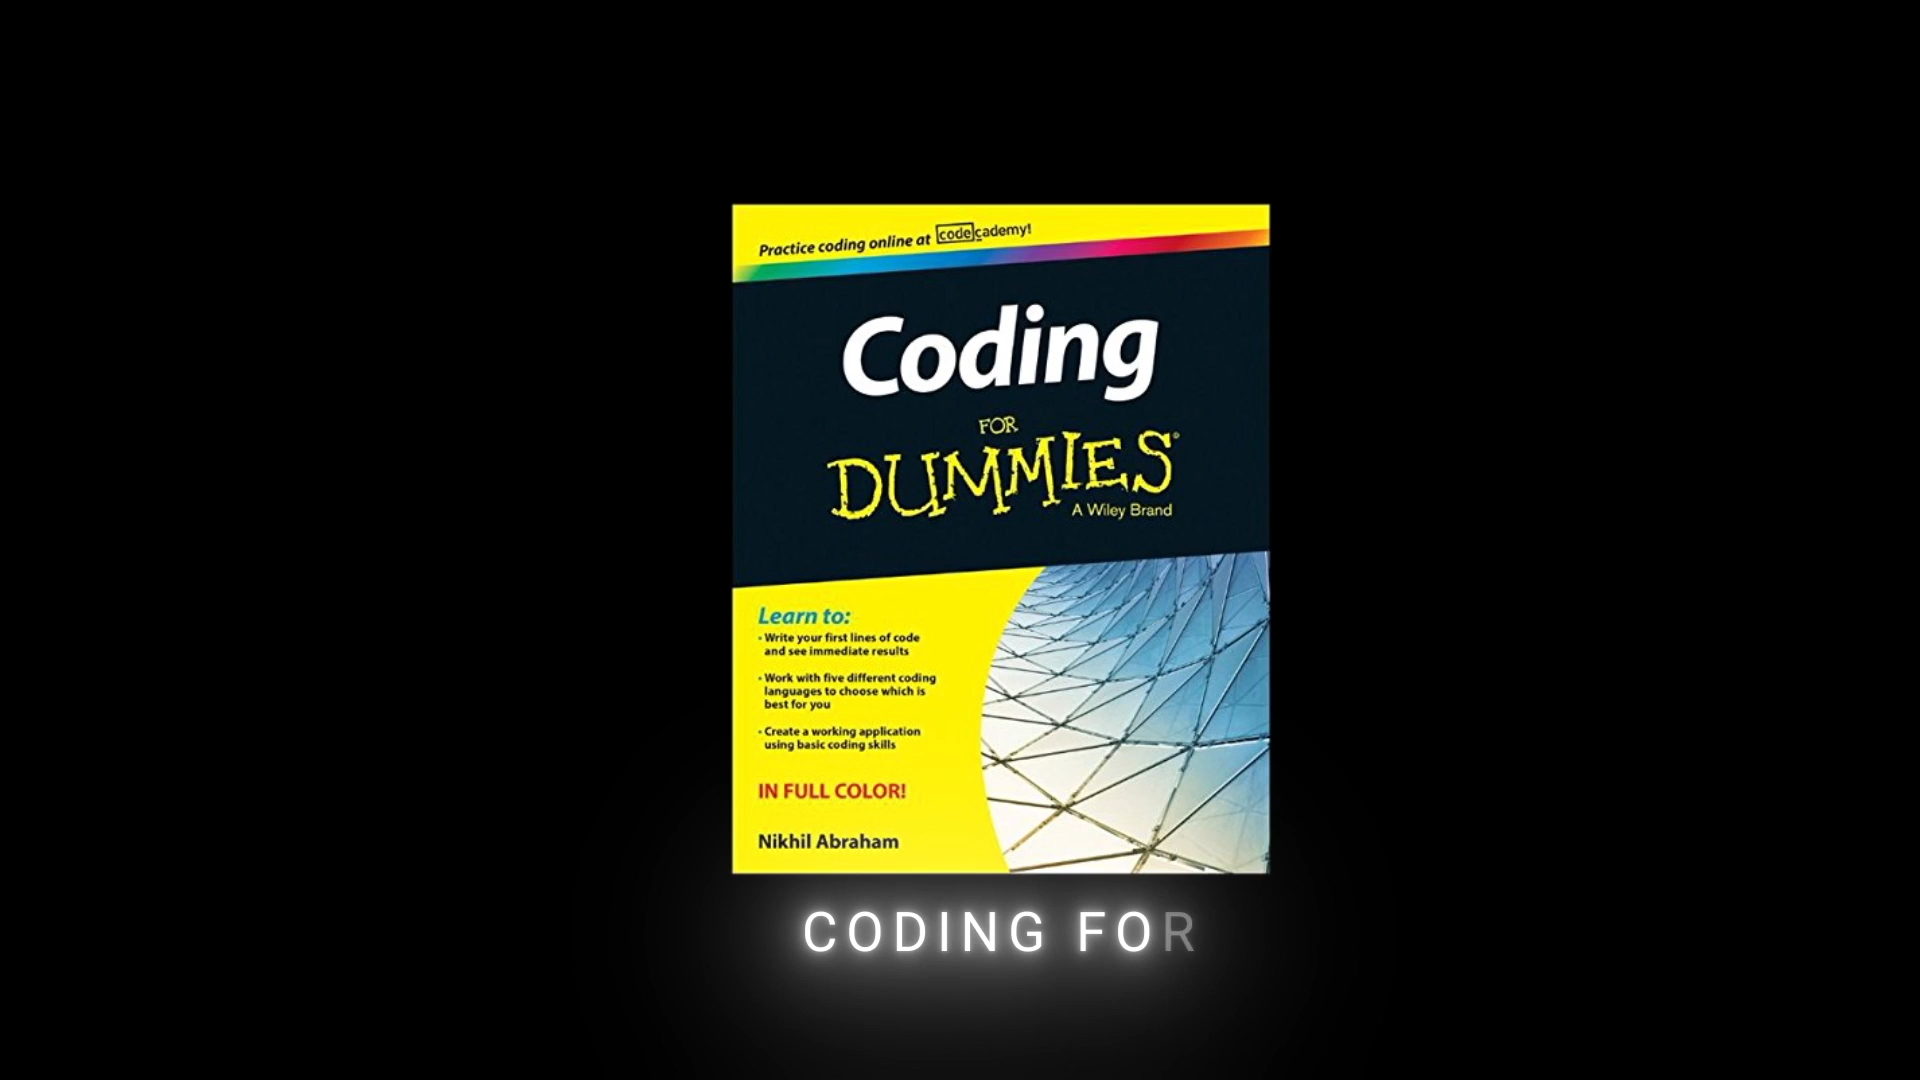 Practice coding online at codecademy!
Coding
FOR
DUMMIES®
A Wiley Brand
Learn to:
• Write your first lines of code
and see immediate results
• Work with five different coding
languages to choose which is
best for you
• Create a working application
using basic coding skills
IN FULL COLOR!
Nikhil Abraham
CODING FOR